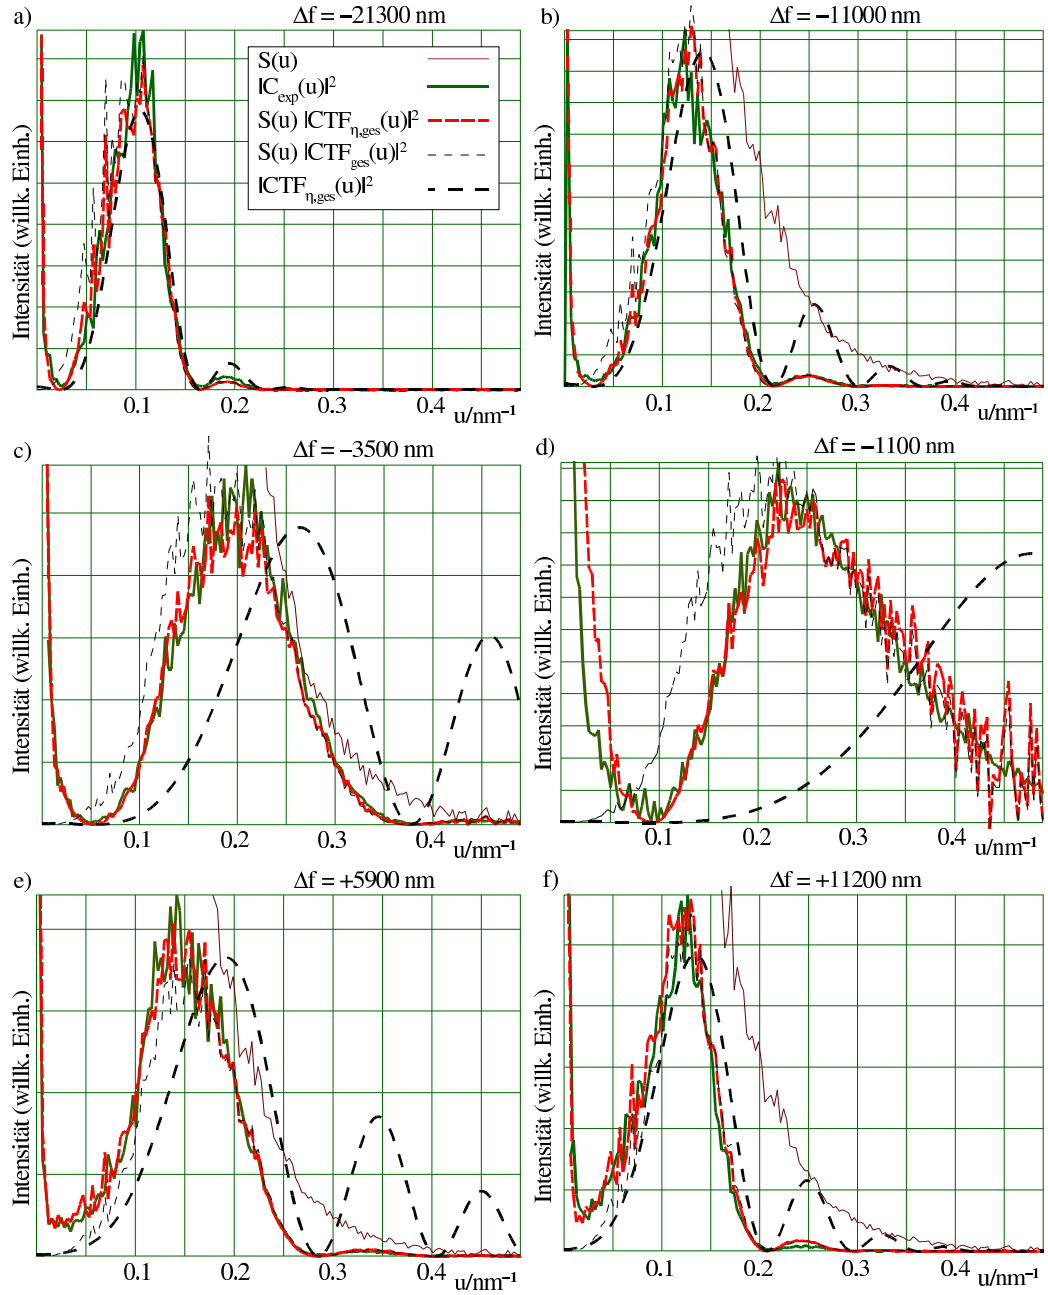 a)
Δf = −21300 nm
S(u)
|C_exp(u)|²
S(u) |CTF_η,ges(u)|²
S(u) |CTF_ges(u)|²
|CTF_η,ges(u)|²
Intensität (willk. Einh.)
0.1 0.2 0.4
u/nm⁻¹
b)
Δf = −11000 nm
Intensität (willk. Einh.)
0.1 0.2 0.3 0.4
u/nm⁻¹
c)
Δf = −3500 nm
Intensität (willk. Einh.)
0.1 0.2 0.3 0.4
u/nm⁻¹
d)
Δf = −1100 nm
Intensität (willk. Einh.)
0.1 0.2 0.3 0.4
u/nm⁻¹
e)
Δf = +5900 nm
Intensität (willk. Einh.)
0.1 0.2 0.3 0.4
u/nm⁻¹
f)
Δf = +11200 nm
Intensität (willk. Einh.)
0.1 0.2 0.3 0.4
u/nm⁻¹